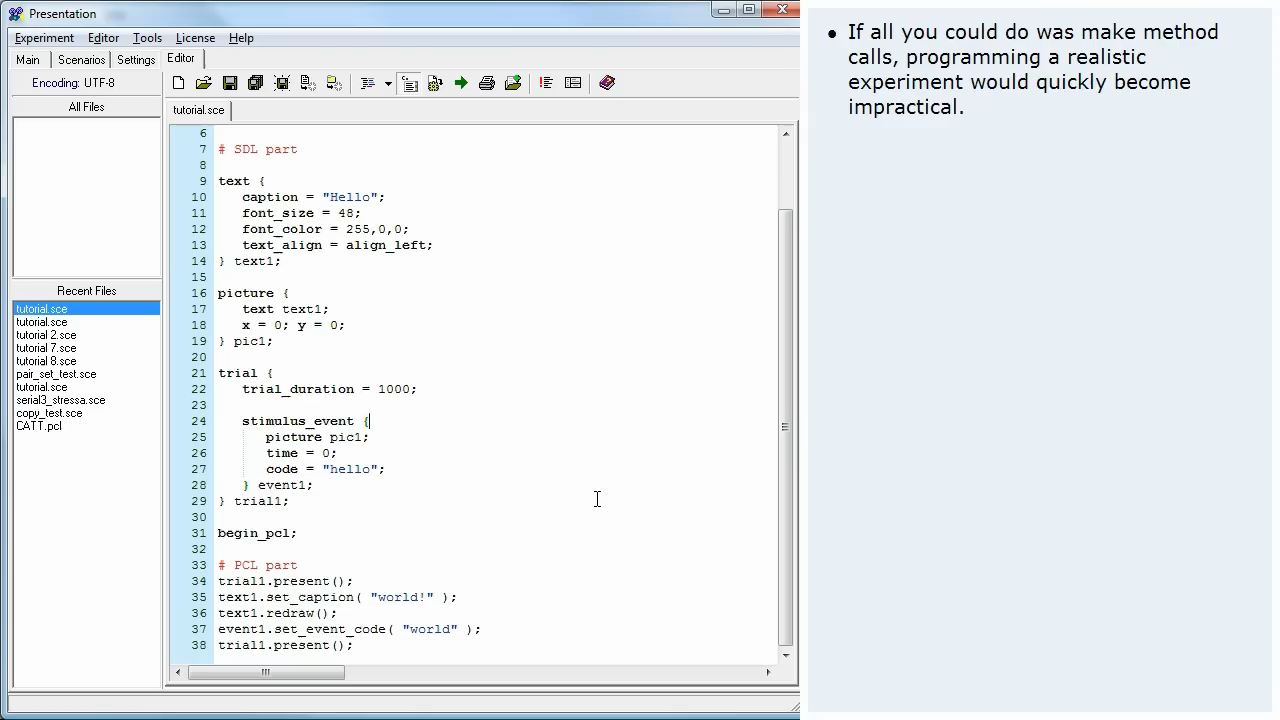 Presentation
Experiment Editor Tools License Help
Main Scenarios Settings Editor
Encoding: UTF-8
All Files
Recent Files
tutorial.sce
tutorial.sce
tutorial 2.sce
tutorial 7.sce
tutorial 8.sce
pair_set_test.sce
tutorial.sce
serial3_stressa.sce
copy_test.sce
CATT.pcl
tutorial.sce
6
7 # SDL part
8
9 text {
10 caption = "Hello";
11 font_size = 48;
12 font_color = 255,0,0;
13 text_align = align_left;
14 } text1;
15
16 picture {
17 text text1;
18 x = 0; y = 0;
19 } pic1;
20
21 trial {
22 trial_duration = 1000;
23
24 stimulus_event {
25 picture pic1;
26 time = 0;
27 code = "hello";
28 } event1;
29 } trial1;
30
31 begin_pcl;
32
33 # PCL part
34 trial1.present();
35 text1.set_caption( "world!" );
36 text1.redraw();
37 event1.set_event_code( "world" );
38 trial1.present();
• If all you could do was make method
calls, programming a realistic
experiment would quickly become
impractical.